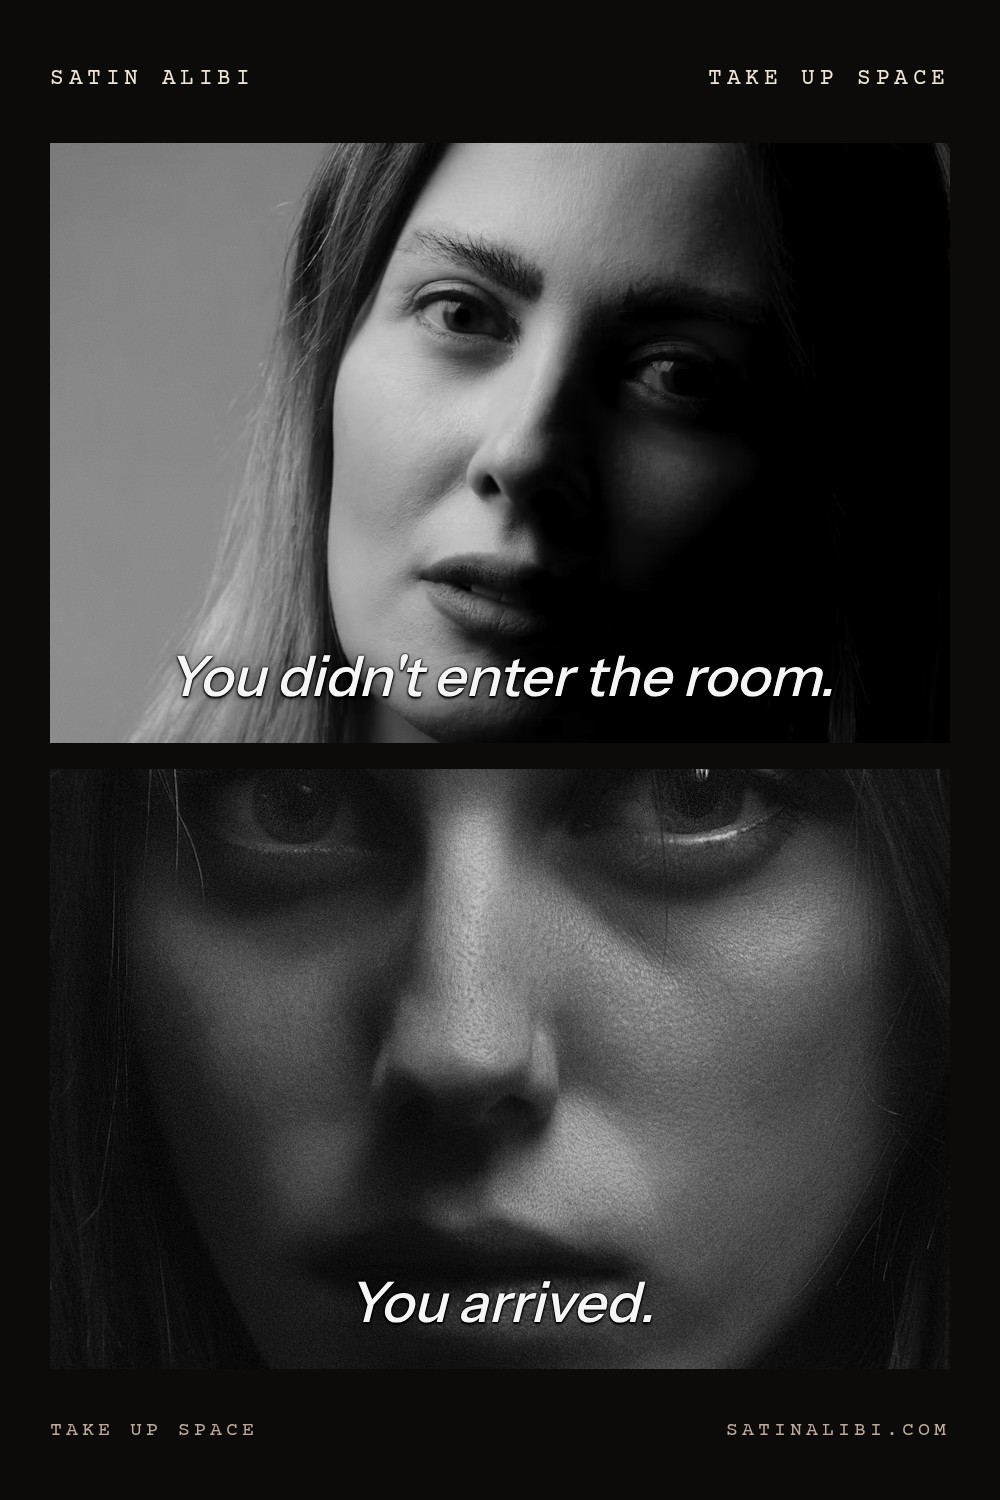 SATIN ALIBI
TAKE UP SPACE
You didn't enter the room.
You arrived.
TAKE UP SPACE
SATINALIBI.COM